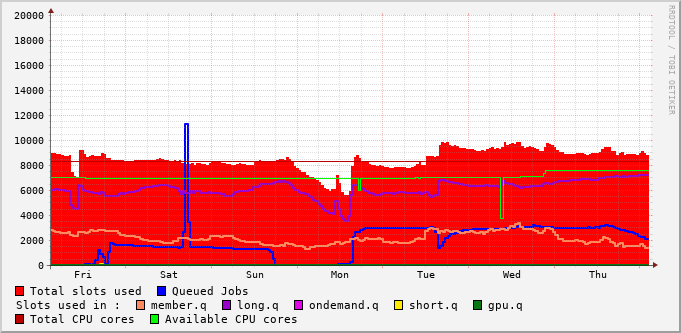 20000
18000
16000
14000
12000
10000
8000
6000
4000
2000
0
Fri Sat Sun Mon Tue Wed Thu
Total slots used Queued Jobs
Slots used in : member.q long.q ondemand.q short.q gpu.q
Total CPU cores Available CPU cores
RRDTOOL / TOBI OETIKER